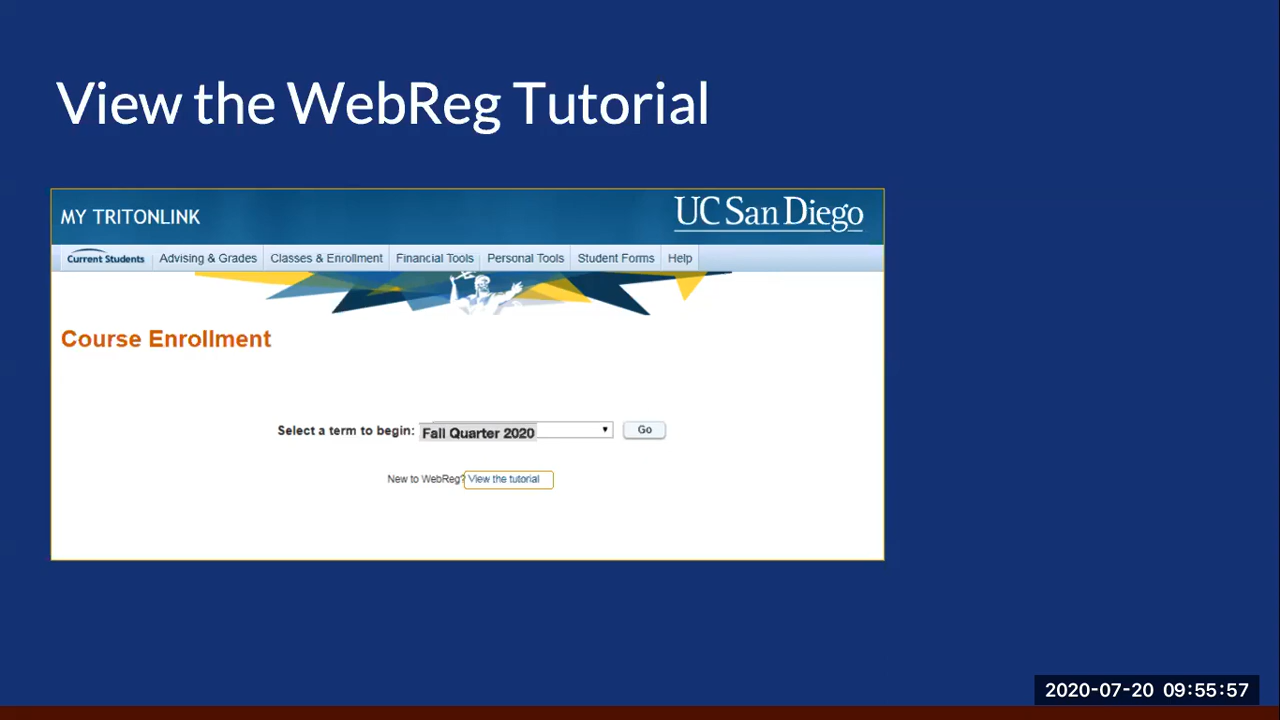 View the WebReg Tutorial
MY TRITONLINK
UC San Diego
Current Students Advising & Grades Classes & Enrollment Financial Tools Personal Tools Student Forms Help
Course Enrollment
Select a term to begin: Fall Quarter 2020 Go
New to WebReg? View the tutorial
2020-07-20 09:55:57